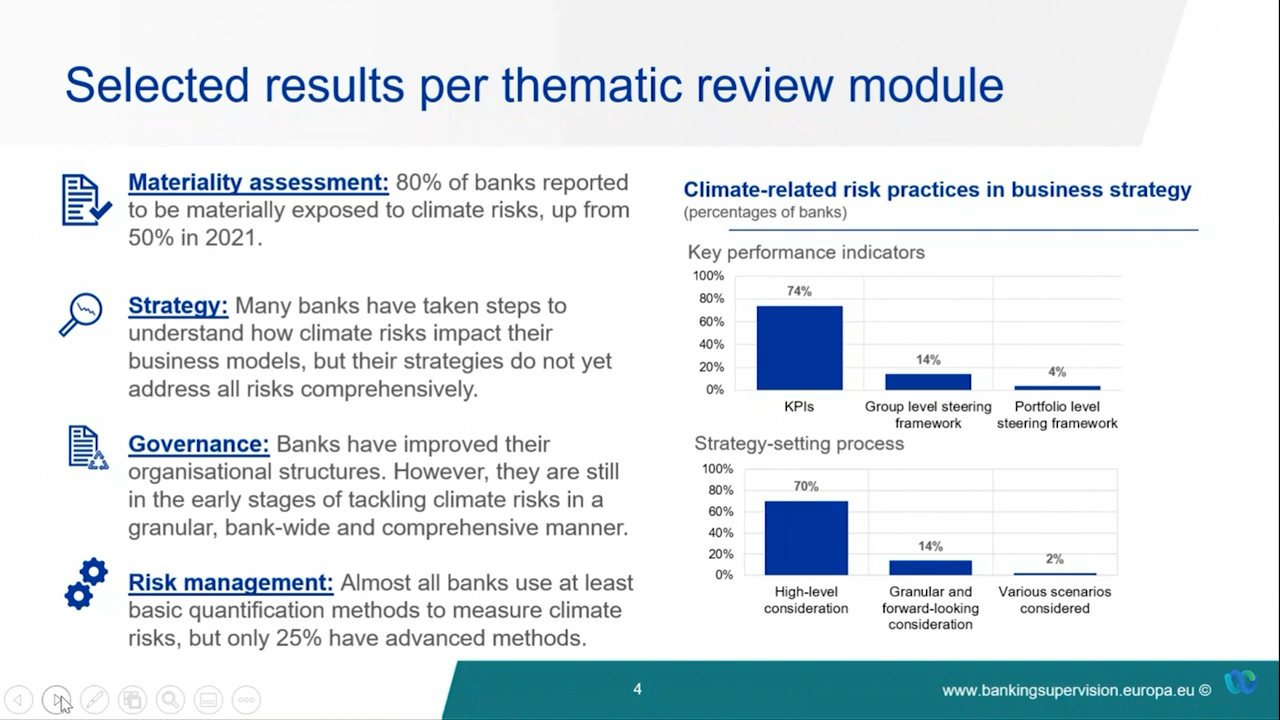 Selected results per thematic review module
Materiality assessment: 80% of banks reported
to be materially exposed to climate risks, up from
50% in 2021.
Strategy: Many banks have taken steps to
understand how climate risks impact their
business models, but their strategies do not yet
address all risks comprehensively.
Governance: Banks have improved their
organisational structures. However, they are still
in the early stages of tackling climate risks in a
granular, bank-wide and comprehensive manner.
Risk management: Almost all banks use at least
basic quantification methods to measure climate
risks, but only 25% have advanced methods.
Climate-related risk practices in business strategy
(percentages of banks)
Key performance indicators
100%
80%
60%
40%
20%
0%
74%
14%
4%
KPIs
Group level steering
framework
Portfolio level
steering framework
Strategy-setting process
100%
80%
60%
40%
20%
0%
70%
14%
2%
High-level
consideration
Granular and
forward-looking
consideration
Various scenarios
considered
4
www.bankingsupervision.europa.eu ©